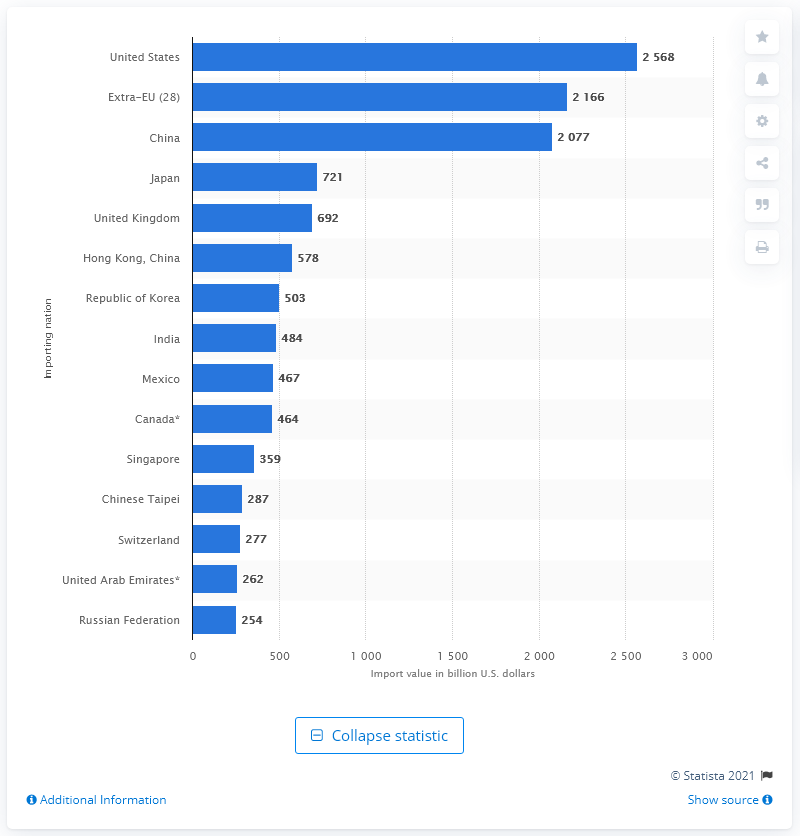 United States 2 568
Extra-EU (28) 2 166
China 2 077
Japan 721
United Kingdom 692
Hong Kong, China 578
Republic of Korea 503
India 484
Mexico 467
Canada* 464
Singapore 359
Chinese Taipei 287
Switzerland 277
United Arab Emirates* 262
Russian Federation 254
Importing nation
0 500 1 000 1 500 2 000 2 500 3 000
Import value in billion U.S. dollars
Collapse statistic
© Statista 2021
Additional Information Show source